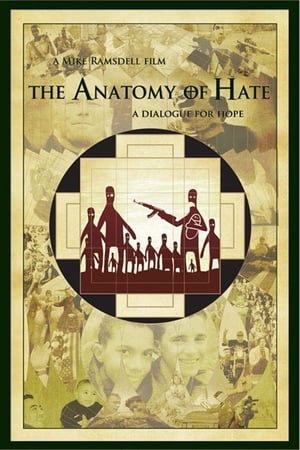 A MIKE RAMSDELL FILM
THE ANATOMY OF HATE
A DIALOGUE FOR HOPE